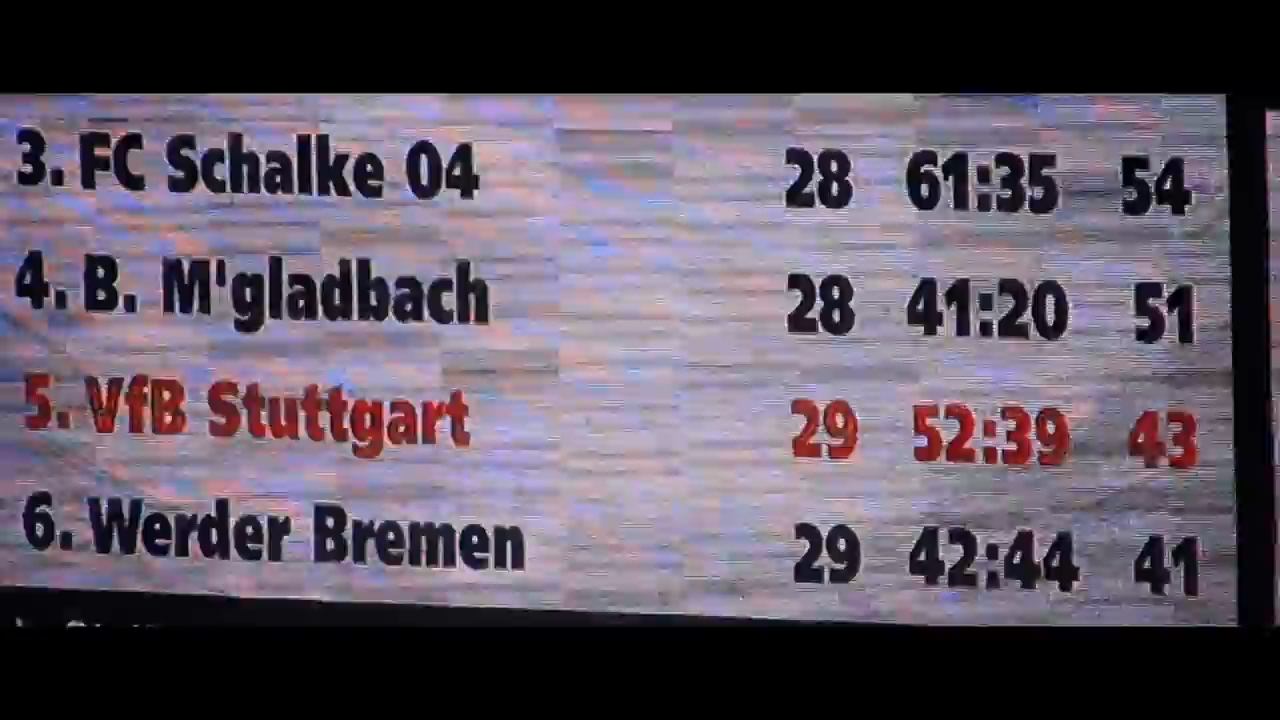 3. FC Schalke 04 28 61:35 54
4. B. M'gladbach 28 41:20 51
5. VfB Stuttgart 29 52:39 43
6. Werder Bremen 29 42:44 41